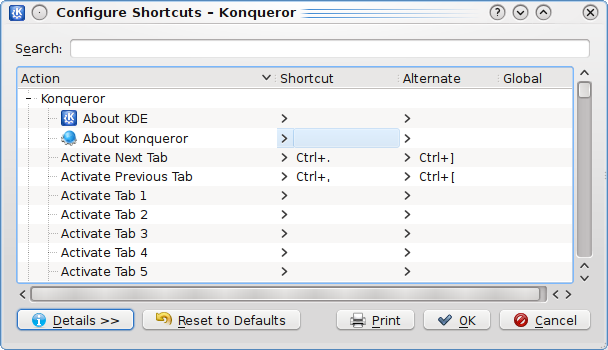 Configure Shortcuts – Konqueror
Search:
Action Shortcut Alternate Global
Konqueror
About KDE
About Konqueror
Activate Next Tab Ctrl+. Ctrl+]
Activate Previous Tab Ctrl+, Ctrl+[
Activate Tab 1
Activate Tab 2
Activate Tab 3
Activate Tab 4
Activate Tab 5
Details >> Reset to Defaults Print OK Cancel